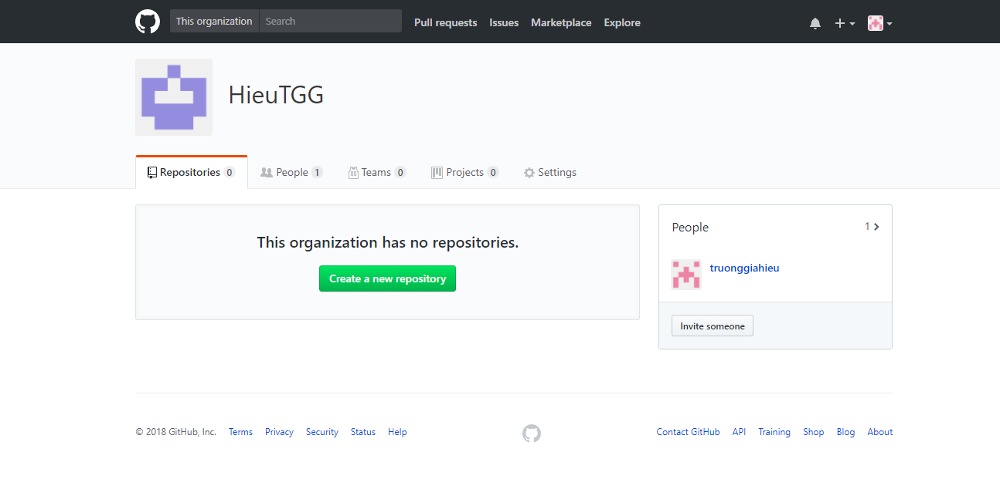 This organization Search Pull requests Issues Marketplace Explore
HieuTGG
Repositories 0 People 1 Teams 0 Projects 0 Settings
This organization has no repositories.
Create a new repository
People 1
truonggiahieu
Invite someone
© 2018 GitHub, Inc. Terms Privacy Security Status Help Contact GitHub API Training Shop Blog About